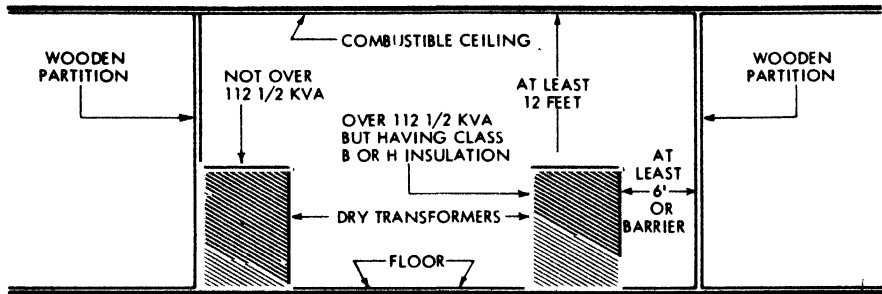 COMBUSTIBLE CEILING
WOODEN
PARTITION
NOT OVER
112 1/2 KVA
AT LEAST
12 FEET
WOODEN
PARTITION
OVER 112 1/2 KVA
BUT HAVING CLASS
B OR H INSULATION
AT
LEAST
6'
OR
BARRIER
DRY TRANSFORMERS
FLOOR